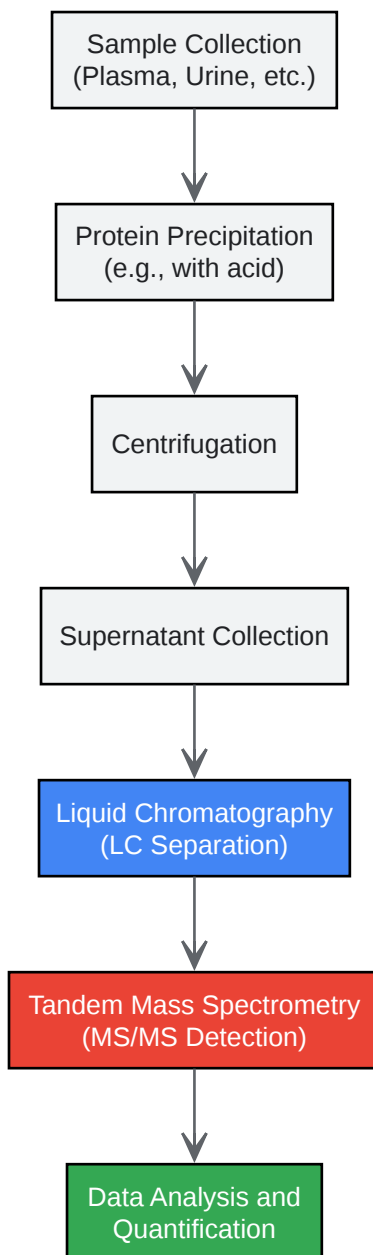 Sample Collection
(Plasma, Urine, etc.)
Protein Precipitation
(e.g., with acid)
Centrifugation
Supernatant Collection
Liquid Chromatography
(LC Separation)
Tandem Mass Spectrometry
(MS/MS Detection)
Data Analysis and
Quantification